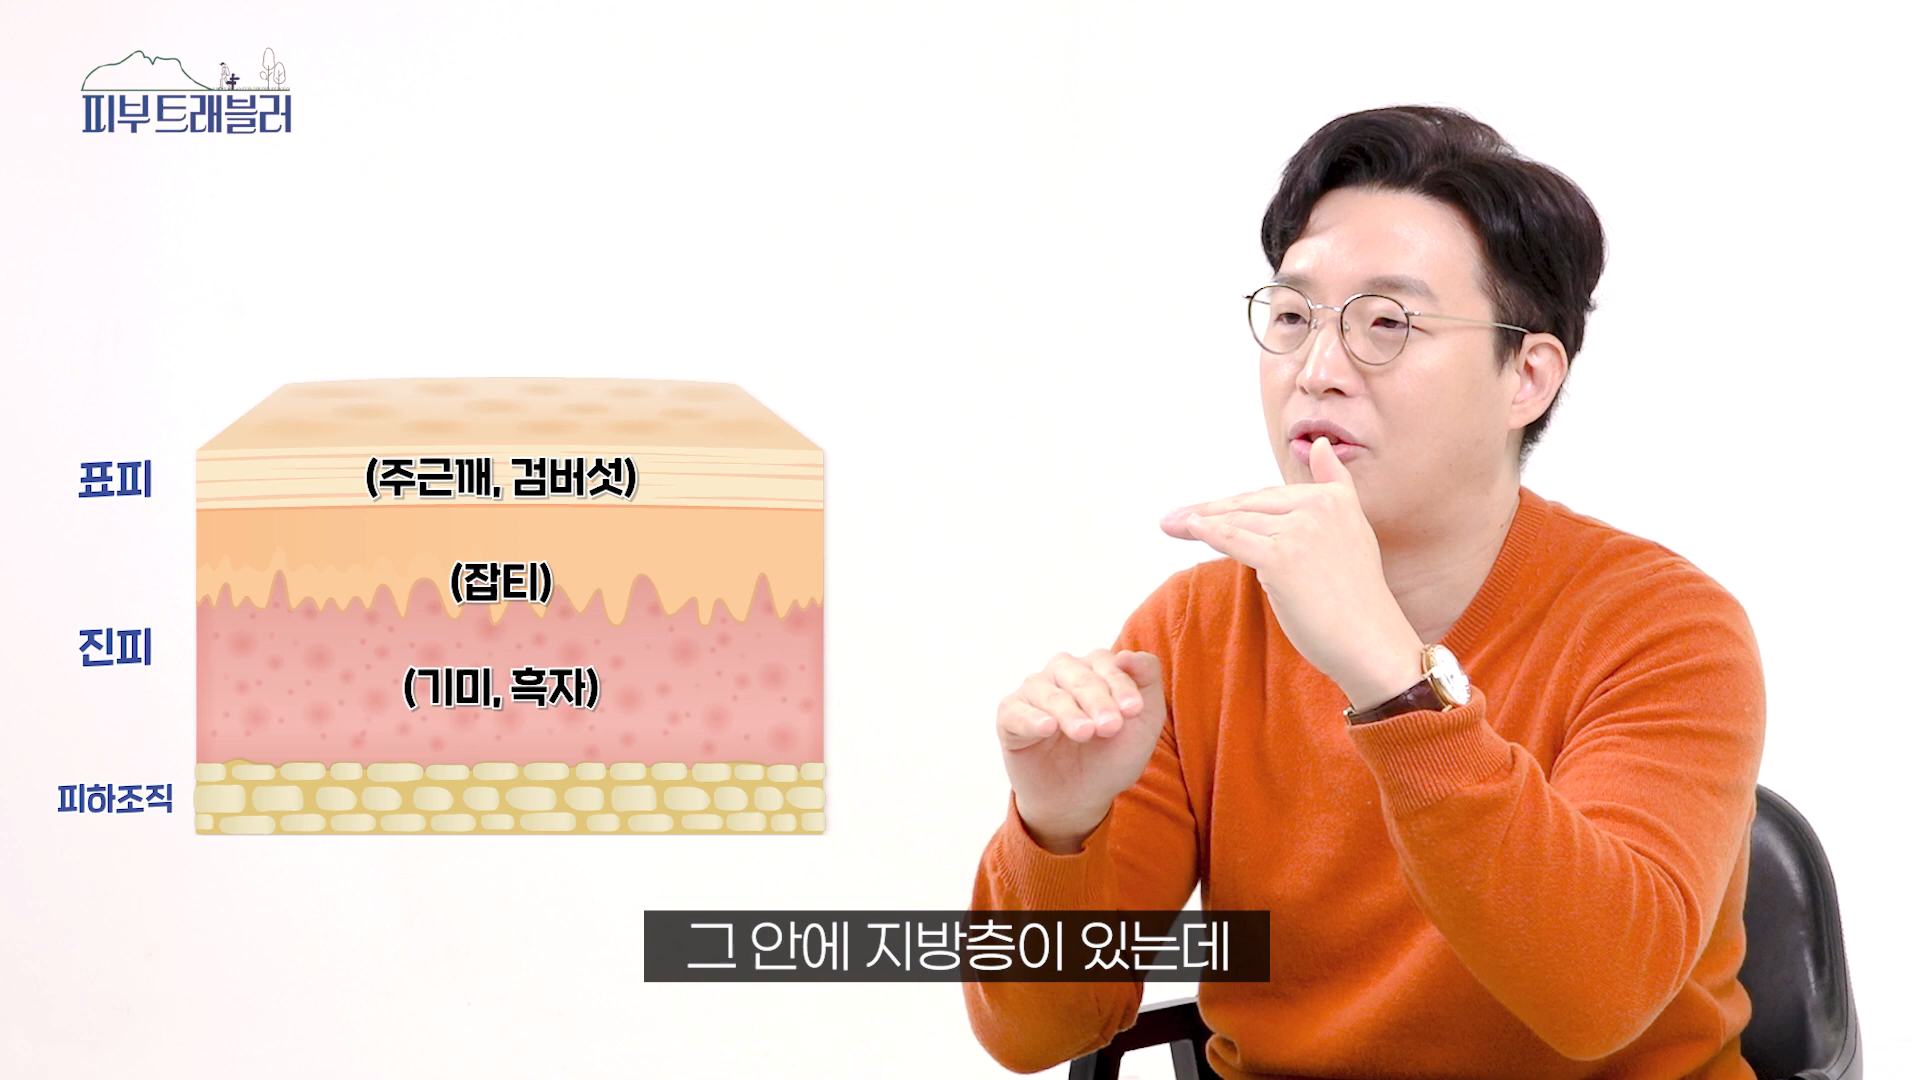 피부 트래블러
표피
(주근깨, 검버섯)
(잡티)
진피
(기미, 흑자)
피하조직
그 안에 지방층이 있는데